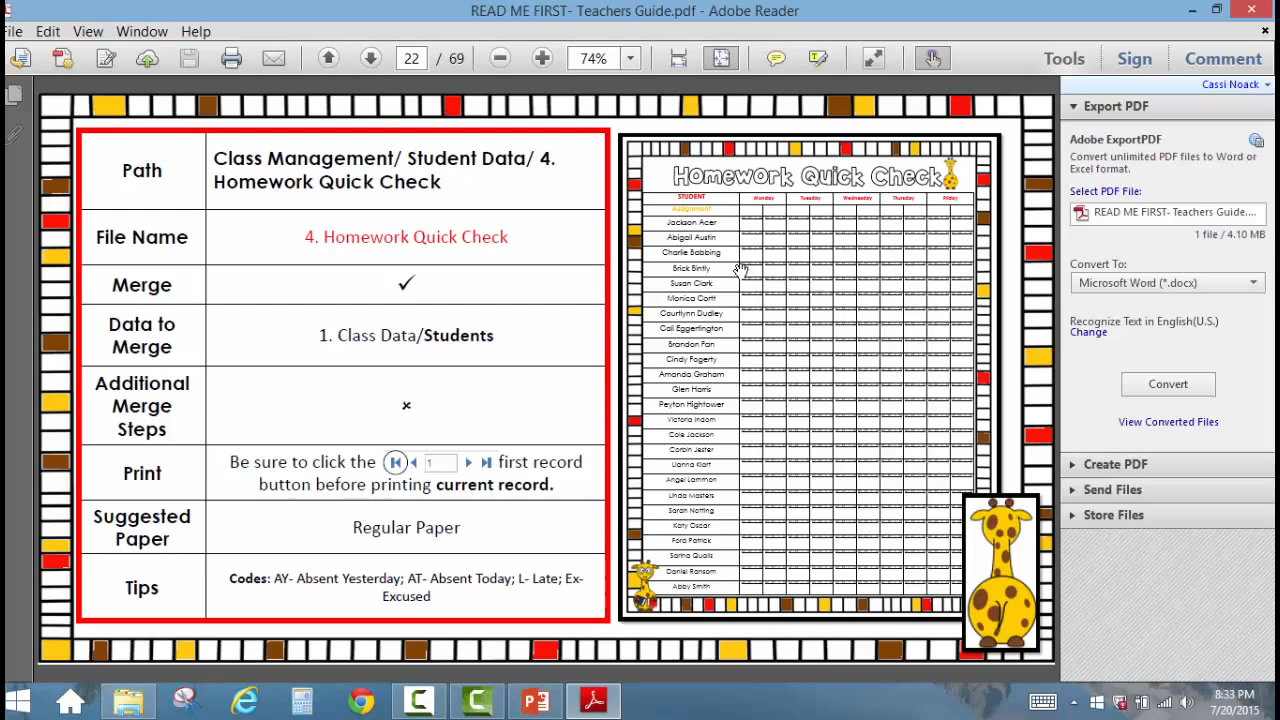 READ ME FIRST- Teachers Guide.pdf - Adobe Reader
File Edit View Window Help
22 / 69 74% Tools Sign Comment
Cassi Noack
Export PDF
Adobe ExportPDF
Convert unlimited PDF files to Word or
Excel format.
Select PDF File:
READ ME FIRST- Teachers Guide....
1 file / 4.10 MB
Convert To:
Microsoft Word (*.docx)
Recognize Text in English(U.S.)
Change
Convert
View Converted Files
Create PDF
Send Files
Store Files
Path
Class Management/ Student Data/ 4.
Homework Quick Check
File Name
4. Homework Quick Check
Merge
Data to
Merge
1. Class Data/Students
Additional
Merge
Steps
Print
Be sure to click the 1 first record
button before printing current record.
Suggested
Paper
Regular Paper
Tips
Codes: AY- Absent Yesterday; AT- Absent Today; L- Late; Ex-
Excused
Homework Quick Check
STUDENT Monday Tuesday Wednesday Thursday Friday
Assignment
Jackson Acer
Abigail Austin
Charlie Babbing
Brick Bintly
Susan Clark
Monica Cortt
Courtlynn Dudley
Cali Eggertington
Brandon Fan
Cindy Fogerty
Amanda Graham
Glen Harris
Peyton Hightower
Victoria Indom
Cole Jackson
Corbin Jester
Lianna Klart
Angel Lammon
Linda Masters
Sarah Notting
Katy Oscar
Ford Patrick
Sarina Qualls
Daniel Ransom
Abby Smith
8:33 PM
7/20/2015